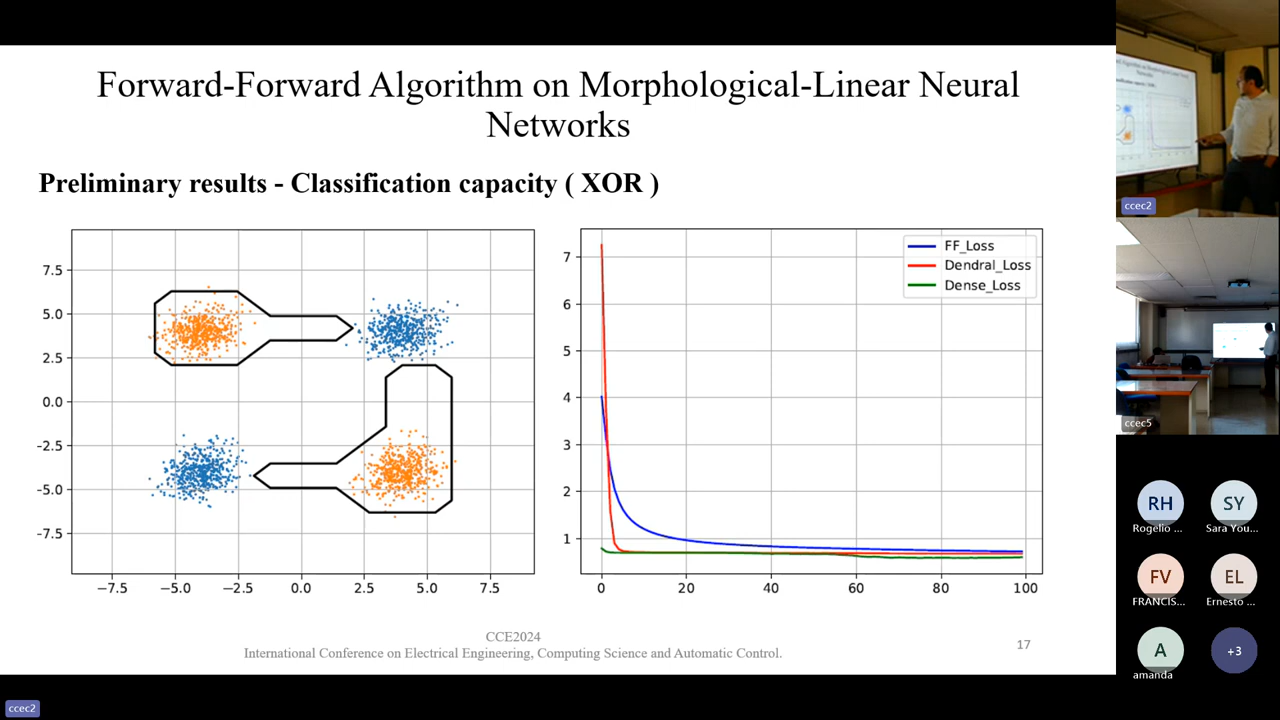 Forward-Forward Algorithm on Morphological-Linear Neural
Networks
Preliminary results - Classification capacity ( XOR )
7.5
5.0
2.5
0.0
-2.5
-5.0
-7.5
−7.5 −5.0 −2.5 0.0 2.5 5.0 7.5
FF_Loss
Dendral_Loss
Dense_Loss
7
6
5
4
3
2
1
0 20 40 60 80 100
CCE2024
International Conference on Electrical Engineering, Computing Science and Automatic Control.
17
ccec2
ccec5
RH SY
Rogelio ... Sara You...
FV EL
FRANCIS... Ernesto ...
A +3
amanda
ccec2